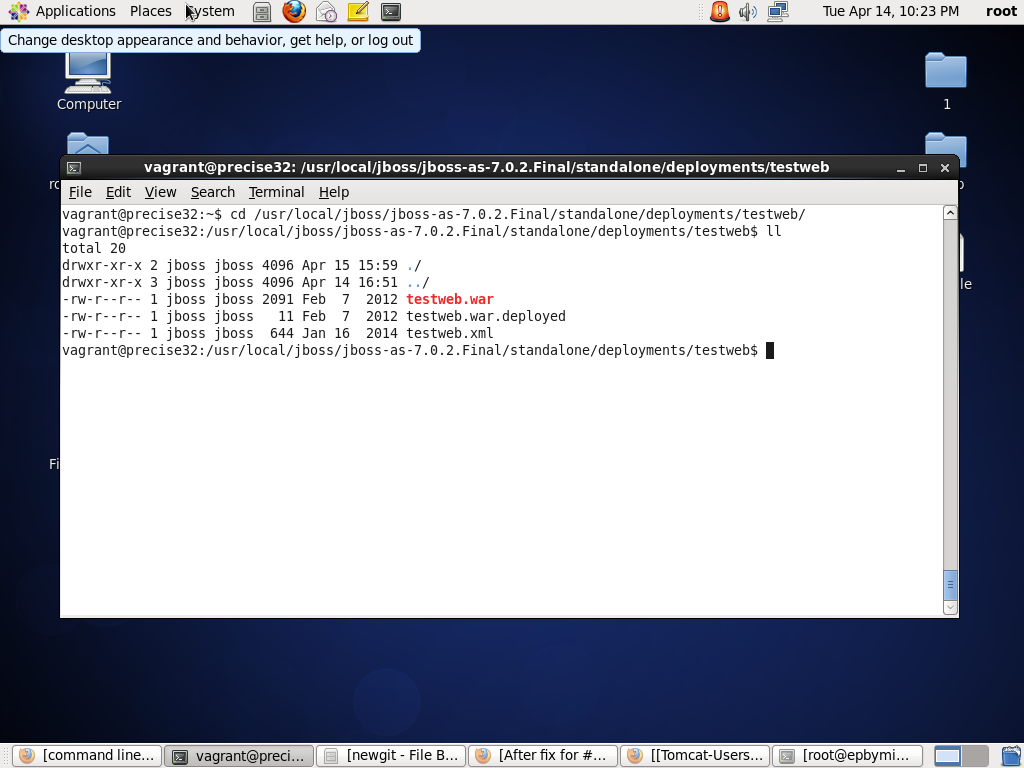 Applications Places System Tue Apr 14, 10:23 PM root
Change desktop appearance and behavior, get help, or log out
Computer
1
vagrant@precise32: /usr/local/jboss/jboss-as-7.0.2.Final/standalone/deployments/testweb
File Edit View Search Terminal Help
vagrant@precise32:~$ cd /usr/local/jboss/jboss-as-7.0.2.Final/standalone/deployments/testweb/
vagrant@precise32:/usr/local/jboss/jboss-as-7.0.2.Final/standalone/deployments/testweb$ ll
total 20
drwxr-xr-x 2 jboss jboss 4096 Apr 15 15:59 ./
drwxr-xr-x 3 jboss jboss 4096 Apr 14 16:51 ../
-rw-r--r-- 1 jboss jboss 2091 Feb  7  2012 testweb.war
-rw-r--r-- 1 jboss jboss   11 Feb  7  2012 testweb.war.deployed
-rw-r--r-- 1 jboss jboss  644 Jan 16  2014 testweb.xml
vagrant@precise32:/usr/local/jboss/jboss-as-7.0.2.Final/standalone/deployments/testweb$
[command line... vagrant@preci... [newgit - File B... [After fix for #... [[Tomcat-Users... [root@epbymi...